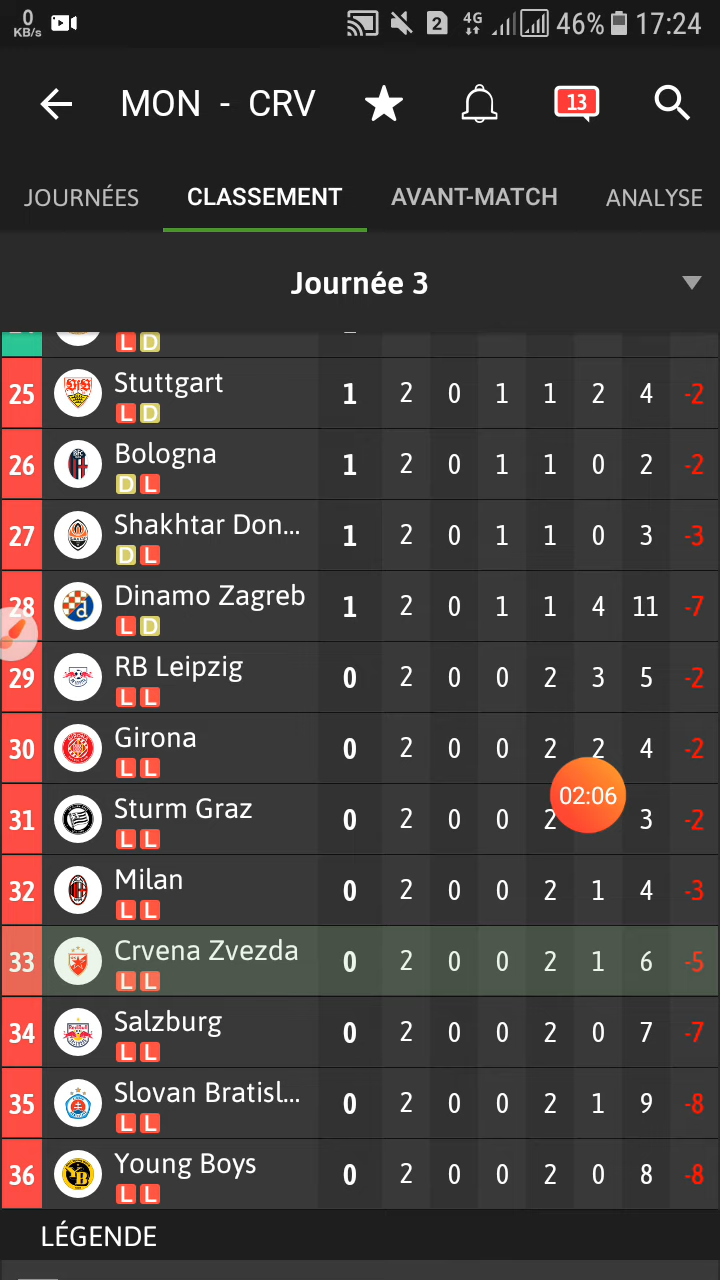 0
KB/s 2 4G 46% 17:24
MON - CRV 13
JOURNÉES CLASSEMENT AVANT-MATCH ANALYSE
Journée 3
L D
25 Stuttgart 1 2 0 1 1 2 4 -2
L D
26 Bologna 1 2 0 1 1 0 2 -2
D L
27 Shakhtar Don... 1 2 0 1 1 0 3 -3
D L
28 Dinamo Zagreb 1 2 0 1 1 4 11 -7
L D
29 RB Leipzig 0 2 0 0 2 3 5 -2
L L
30 Girona 0 2 0 0 2 2 4 -2
L L
02:06
31 Sturm Graz 0 2 0 0 2 3 -2
L L
32 Milan 0 2 0 0 2 1 4 -3
L L
33 Crvena Zvezda 0 2 0 0 2 1 6 -5
L L
34 Salzburg 0 2 0 0 2 0 7 -7
L L
35 Slovan Bratisl... 0 2 0 0 2 1 9 -8
L L
36 Young Boys 0 2 0 0 2 0 8 -8
L L
LÉGENDE